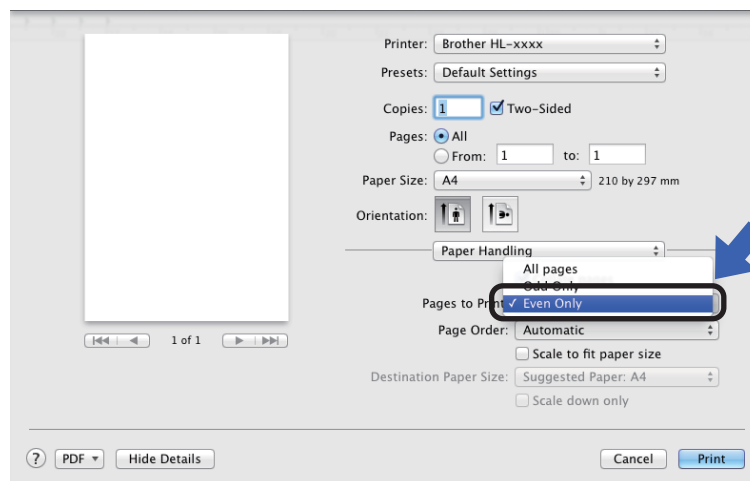 Printer: Brother HL-xxxx
Presets: Default Settings
Copies: 1 Two-Sided
Pages: All
From: 1 to: 1
Paper Size: A4 210 by 297 mm
Orientation:
Paper Handling
All pages
Odd Only
Pages to Print ✓ Even Only
Page Order: Automatic
Scale to fit paper size
Destination Paper Size: Suggested Paper: A4
Scale down only
1 of 1
? PDF Hide Details Cancel Print